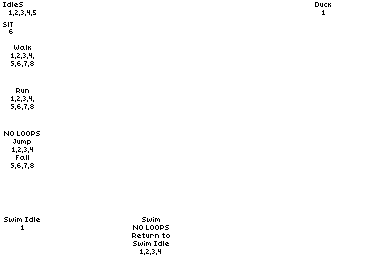 IdleS
1,2,3,4,5
Duck
1
SIT
6
Walk
1,2,3,4,
5,6,7,8
Run
1,2,3,4,
5,6,7,8
NO LOOPS
Jump
1,2,3,4
Fall
5,6,7,8
Swim Idle
1
Swim
NO LOOPS
Return to
Swim Idle
1,2,3,4